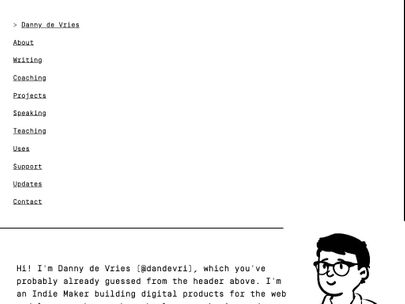 > Danny de Vries
About
Writing
Coaching
Projects
Speaking
Teaching
Uses
Support
Updates
Contact
Hi! I'm Danny de Vries (@dandevri), which you've
probably already guessed from the header above. I'm
an Indie Maker building digital products for the web